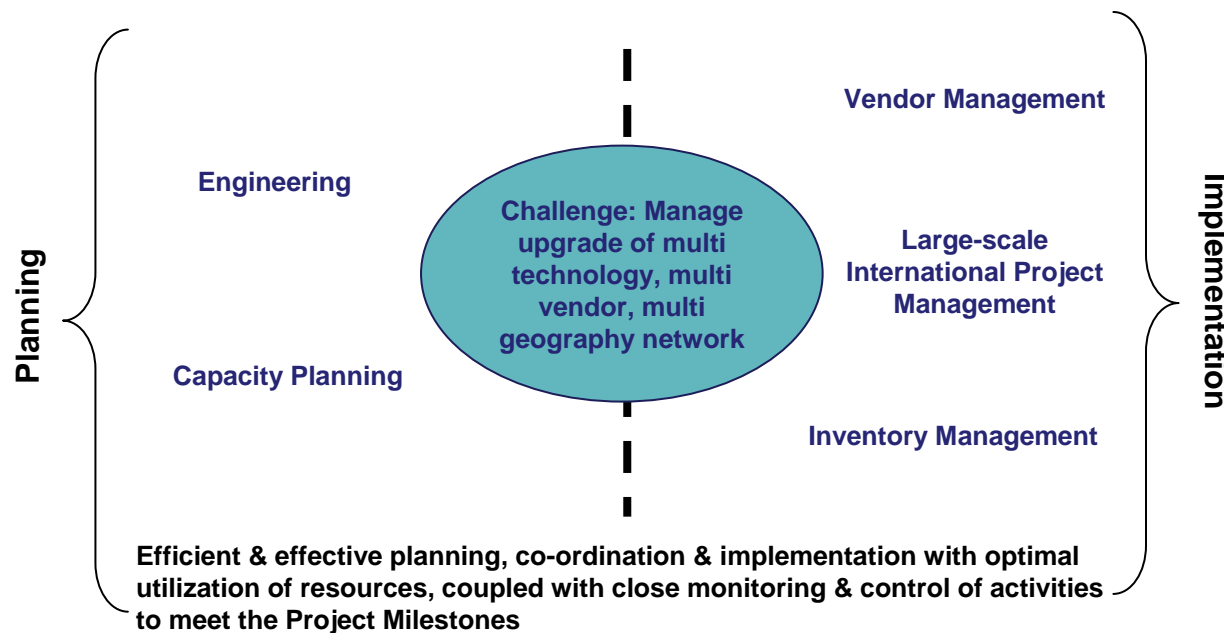 Planning
Engineering
Capacity Planning
Challenge: Manage
upgrade of multi
technology, multi
vendor, multi
geography network
Vendor Management
Large-scale
International Project
Management
Inventory Management
Implementation
Efficient & effective planning, co-ordination & implementation with optimal
utilization of resources, coupled with close monitoring & control of activities
to meet the Project Milestones